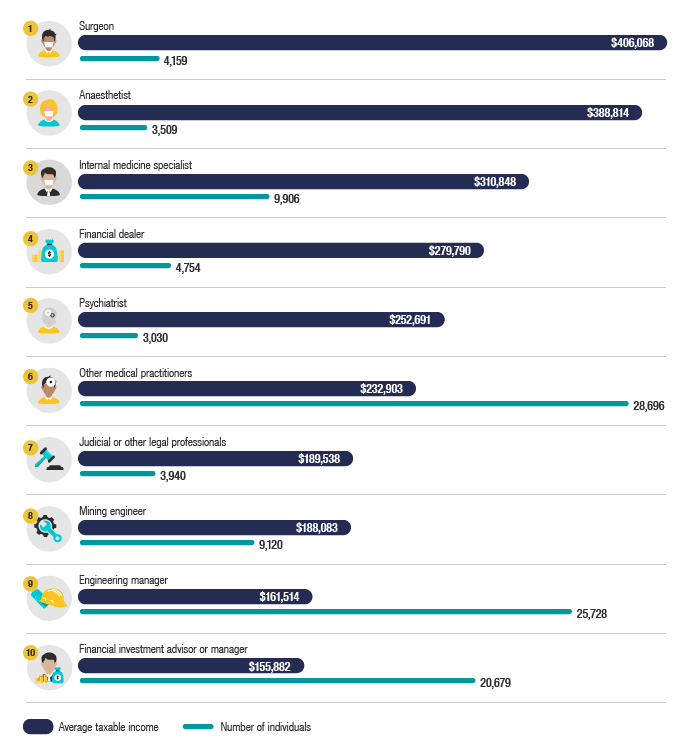 1
Surgeon
$406,068
4,159
2
Anaesthetist
$388,814
3,509
3
Internal medicine specialist
$310,848
9,906
4
Financial dealer
$279,790
4,754
5
Psychiatrist
$252,691
3,030
6
Other medical practitioners
$232,903
28,696
7
Judicial or other legal professionals
$189,538
3,940
8
Mining engineer
$188,083
9,120
9
Engineering manager
$161,514
25,728
10
Financial investment advisor or manager
$155,882
20,679
Average taxable income Number of individuals